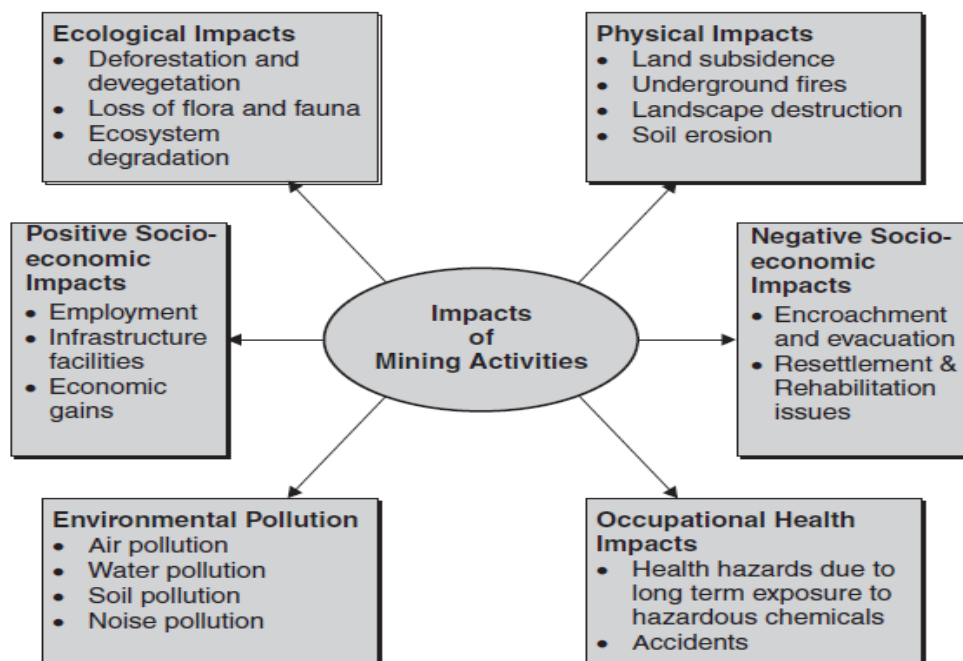 Ecological Impacts
• Deforestation and
devegetation
• Loss of flora and fauna
• Ecosystem
degradation
Physical Impacts
• Land subsidence
• Underground fires
• Landscape destruction
• Soil erosion
Positive Socio-
economic
Impacts
• Employment
• Infrastructure
facilities
• Economic
gains
Impacts
of
Mining Activities
Negative Socio-
economic
Impacts
• Encroachment
and evacuation
• Resettlement &
Rehabilitation
issues
Environmental Pollution
• Air pollution
• Water pollution
• Soil pollution
• Noise pollution
Occupational Health
Impacts
• Health hazards due to
long term exposure to
hazardous chemicals
• Accidents